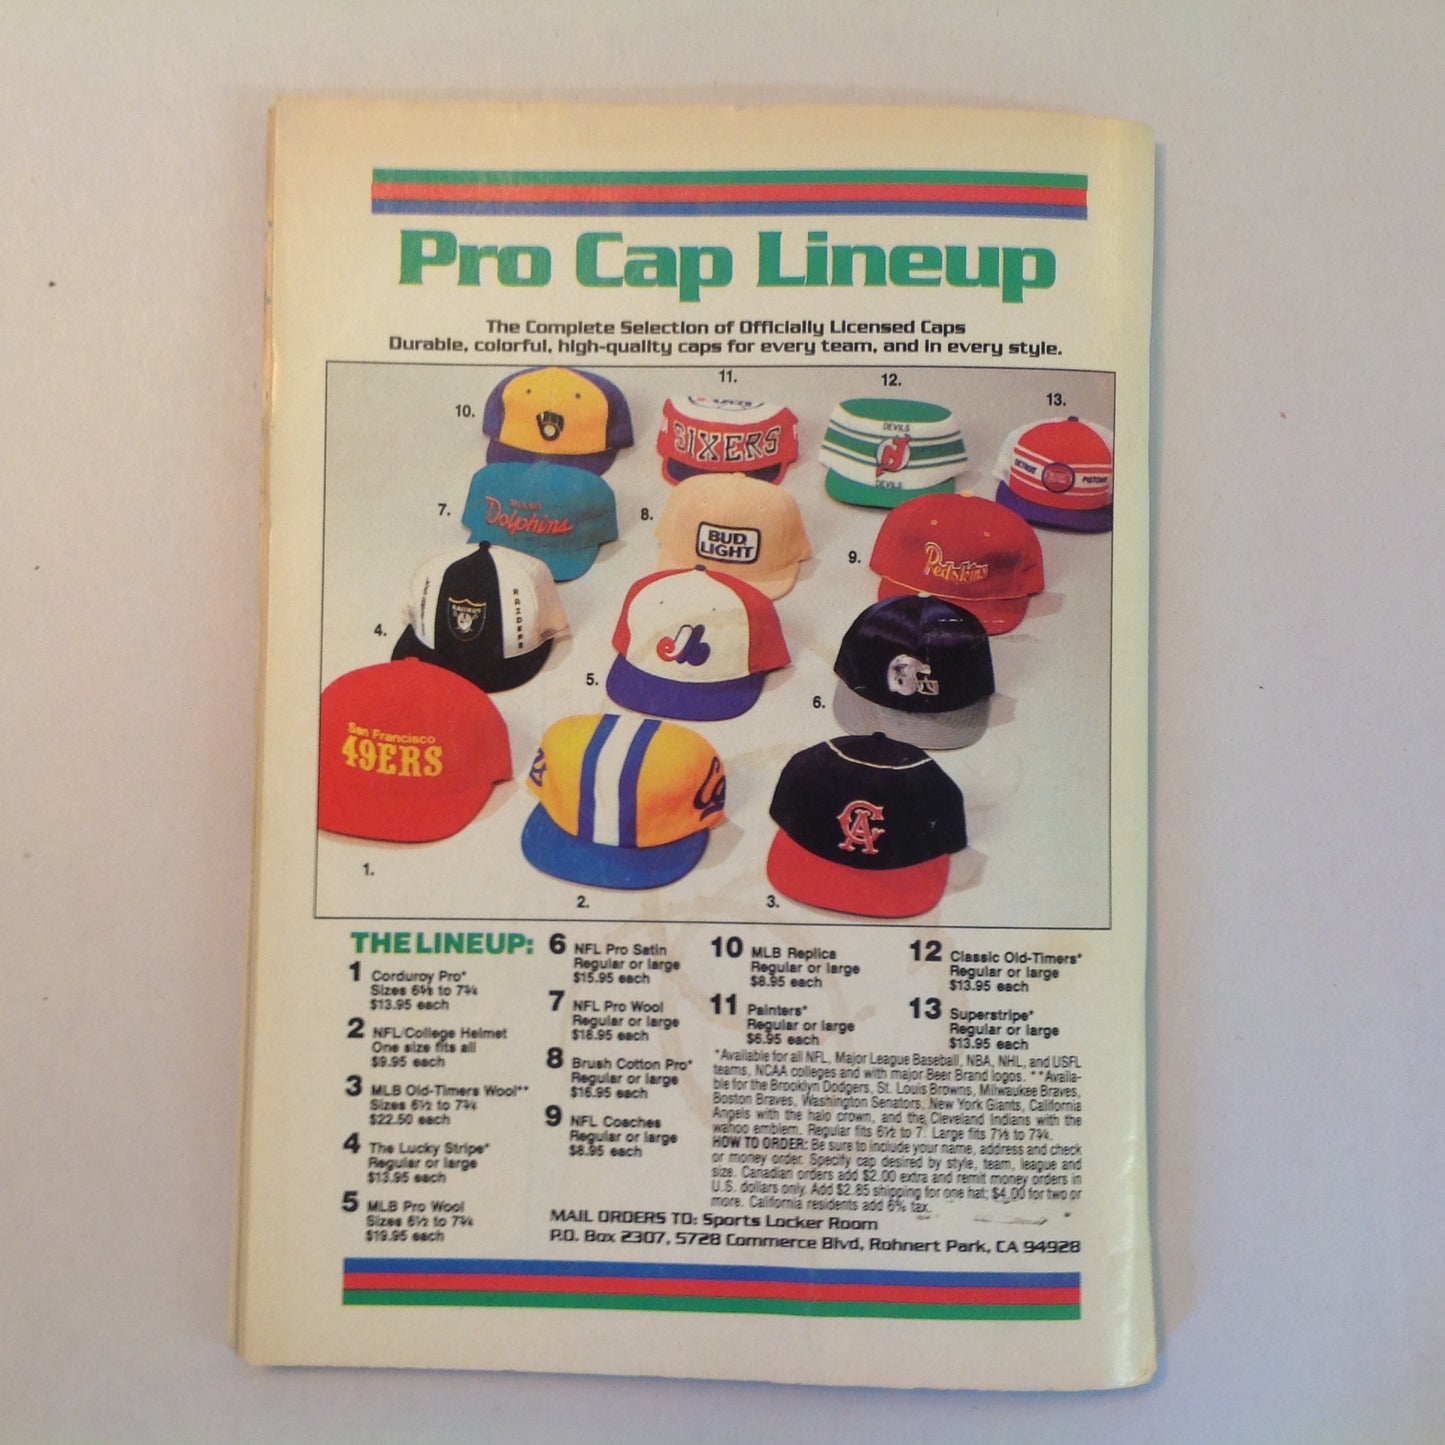 Pro Cap Lineup
The Complete Selection of Officially Licensed Caps
Durable, colorful, high-quality caps for every team, and in every style.
11.
12.
13.
10.
SIXERS
DEVILS
DEVILS
DETROIT
PISTONS
7.
MIAMI
Dolphins
8.
BUD
LIGHT
9.
Redskins
4.
RAIDERS
RAIDERS
5.
6.
San Francisco
49ERS
CA
1.
2.
3.
THE LINEUP:
1 Corduroy Pro*
Sizes 6⅝ to 7¾
$13.95 each
2 NFL/College Helmet
One size fits all
$9.95 each
3 MLB Old-Timers Wool**
Sizes 6½ to 7¾
$22.50 each
4 The Lucky Stripe*
Regular or large
$13.95 each
5 MLB Pro Wool
Sizes 6½ to 7¾
$19.95 each
6 NFL Pro Satin
Regular or large
$15.95 each
7 NFL Pro Wool
Regular or large
$18.95 each
8 Brush Cotton Pro*
Regular or large
$16.95 each
9 NFL Coaches
Regular or large
$8.95 each
10 MLB Replica
Regular or large
$8.95 each
11 Painters*
Regular or large
$6.95 each
12 Classic Old-Timers*
Regular or large
$13.95 each
13 Superstripe*
Regular or large
$13.95 each
*Available for all NFL, Major League Baseball, NBA, NHL, and USFL
teams, NCAA colleges and with major Beer Brand logos. **Availa-
ble for the Brooklyn Dodgers, St. Louis Browns, Milwaukee Braves,
Boston Braves, Washington Senators, New York Giants, California
Angels with the halo crown, and the Cleveland Indians with the
wahoo emblem. Regular fits 6½ to 7. Large fits 7⅛ to 7¾.
HOW TO ORDER: Be sure to include your name, address and check
or money order. Specify cap desired by style, team, league and
size. Canadian orders add $2.00 extra and remit money orders in
U.S. dollars only. Add $2.85 shipping for one hat; $4.00 for two or
more. California residents add 6% tax.
MAIL ORDERS TO: Sports Locker Room
P.O. Box 2307, 5728 Commerce Blvd, Rohnert Park, CA 94928